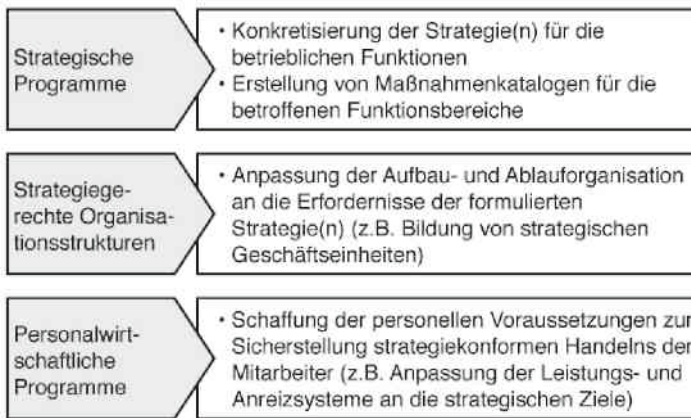 Strategische
Programme
• Konkretisierung der Strategie(n) für die
betrieblichen Funktionen
• Erstellung von Maßnahmenkatalogen für die
betroffenen Funktionsbereiche
Strategiege-
rechte Organisa-
tionsstrukturen
• Anpassung der Aufbau- und Ablauforganisation
an die Erfordernisse der formulierten
Strategie(n) (z.B. Bildung von strategischen
Geschäftseinheiten)
Personalwirt-
schaftliche
Programme
• Schaffung der personellen Voraussetzungen zur
Sicherstellung strategiekonformen Handelns der
Mitarbeiter (z.B. Anpassung der Leistungs- und
Anreizsysteme an die strategischen Ziele)